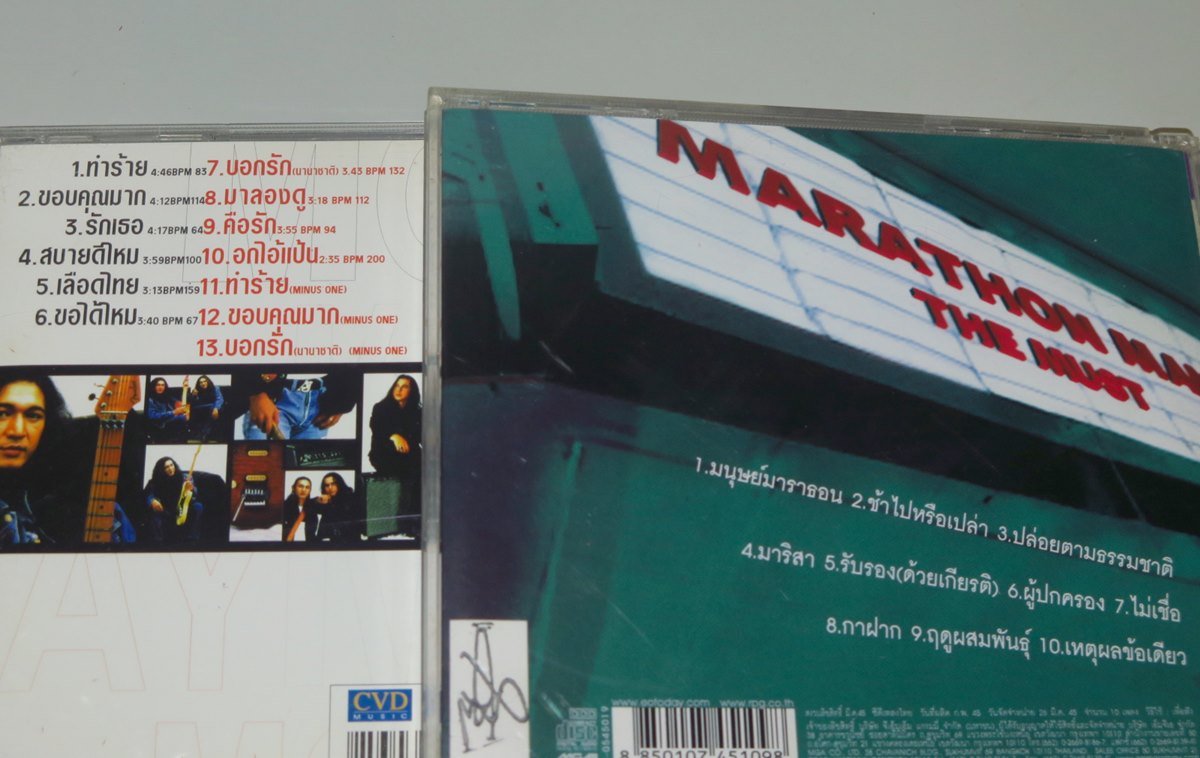 1.ทำร้าย 4:46BPM 83 7.บอกรัก(นานาชาติ) 3.43 BPM 132
2.ขอบคุณมาก 4:12BPM114 8.มาลองดู 3:18 BPM 112
3.รักเธอ 4:17BPM 64 9.คือรัก 3:55 BPM 94
4.สบายดีไหม 3:59BPM100 10.อกไอ้แป้น 2:35 BPM 200
5.เลือดไทย 3:13BPM159 11.ทำร้าย(MINUS ONE)
6.ขอได้ไหม 3:40 BPM 67 12.ขอบคุณมาก(MINUS ONE)
13.บอกรัก(นานาชาติ) (MINUS ONE)
CVD
MUSIC
MARATHON MA
THE MUST
1.มนุษย์มาราธอน 2.ช้าไปหรือเปล่า 3.ปล่อยตามธรรมชาติ
4.มาริสา 5.รับรอง(ด้วยเกียรติ) 6.ผู้ปกครอง 7.ไม่เชื่อ
8.กาฝาก 9.ฤดูผสมพันธุ์ 10.เหตุผลข้อเดียว
www.eotoday.com www.rpg.co.th
0545019
8 850107 451098